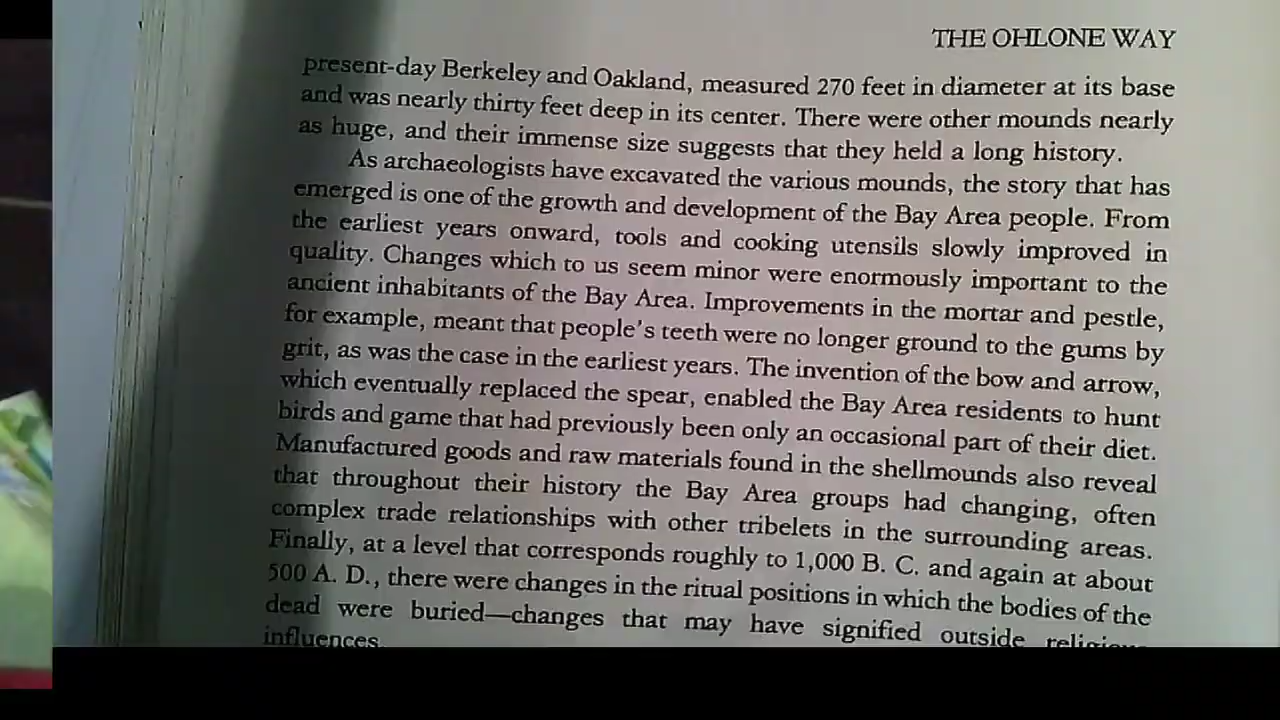 THE OHLONE WAY
present-day Berkeley and Oakland, measured 270 feet in diameter at its base
and was nearly thirty feet deep in its center. There were other mounds nearly
as huge, and their immense size suggests that they held a long history.
As archaeologists have excavated the various mounds, the story that has
emerged is one of the growth and development of the Bay Area people. From
the earliest years onward, tools and cooking utensils slowly improved in
quality. Changes which to us seem minor were enormously important to the
ancient inhabitants of the Bay Area. Improvements in the mortar and pestle,
for example, meant that people's teeth were no longer ground to the gums by
grit, as was the case in the earliest years. The invention of the bow and arrow,
which eventually replaced the spear, enabled the Bay Area residents to hunt
birds and game that had previously been only an occasional part of their diet.
Manufactured goods and raw materials found in the shellmounds also reveal
that throughout their history the Bay Area groups had changing, often
complex trade relationships with other tribelets in the surrounding areas.
Finally, at a level that corresponds roughly to 1,000 B. C. and again at about
500 A. D., there were changes in the ritual positions in which the bodies of the
dead were buried—changes that may have signified outside religious
influences.